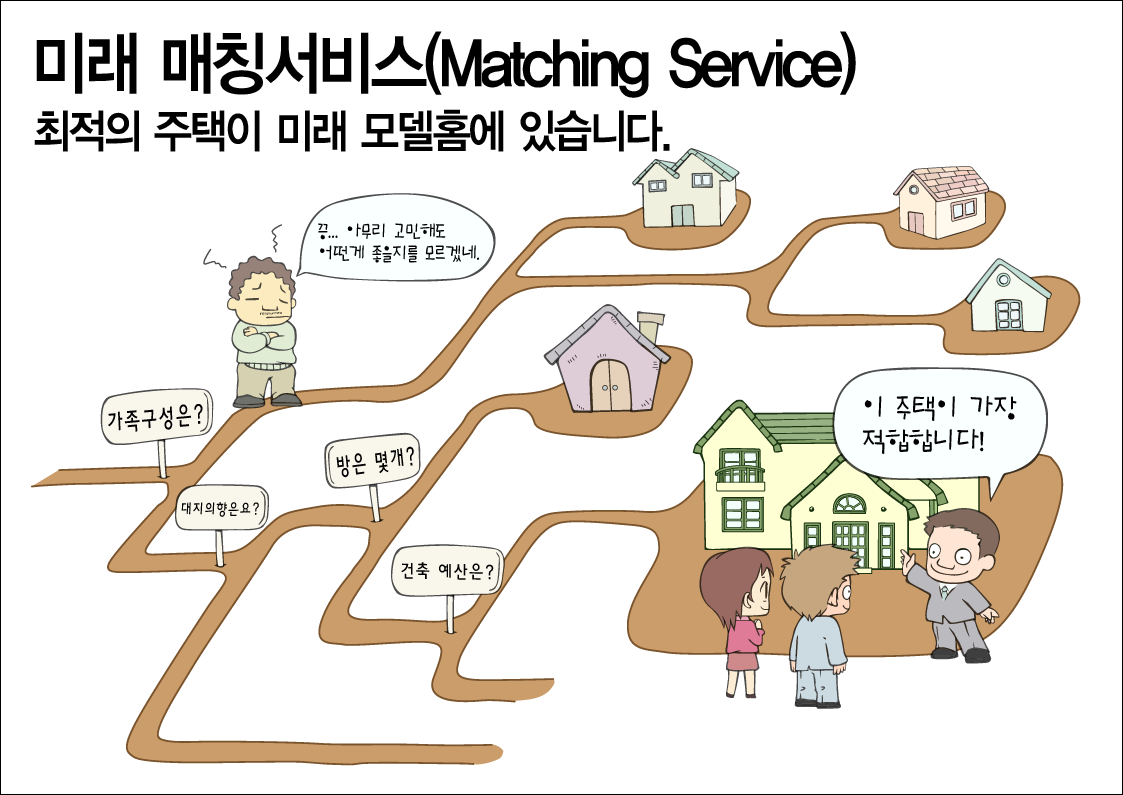 미래 매칭서비스(Matching Service)
최적의 주택이 미래 모델홈에 있습니다.
끙... 아무리 고민해도
어떤게 좋을지를 모르겠네.
가족구성은?
방은 몇개?
대지의향은요?
건축 예산은?
이 주택이 가장
적합합니다!